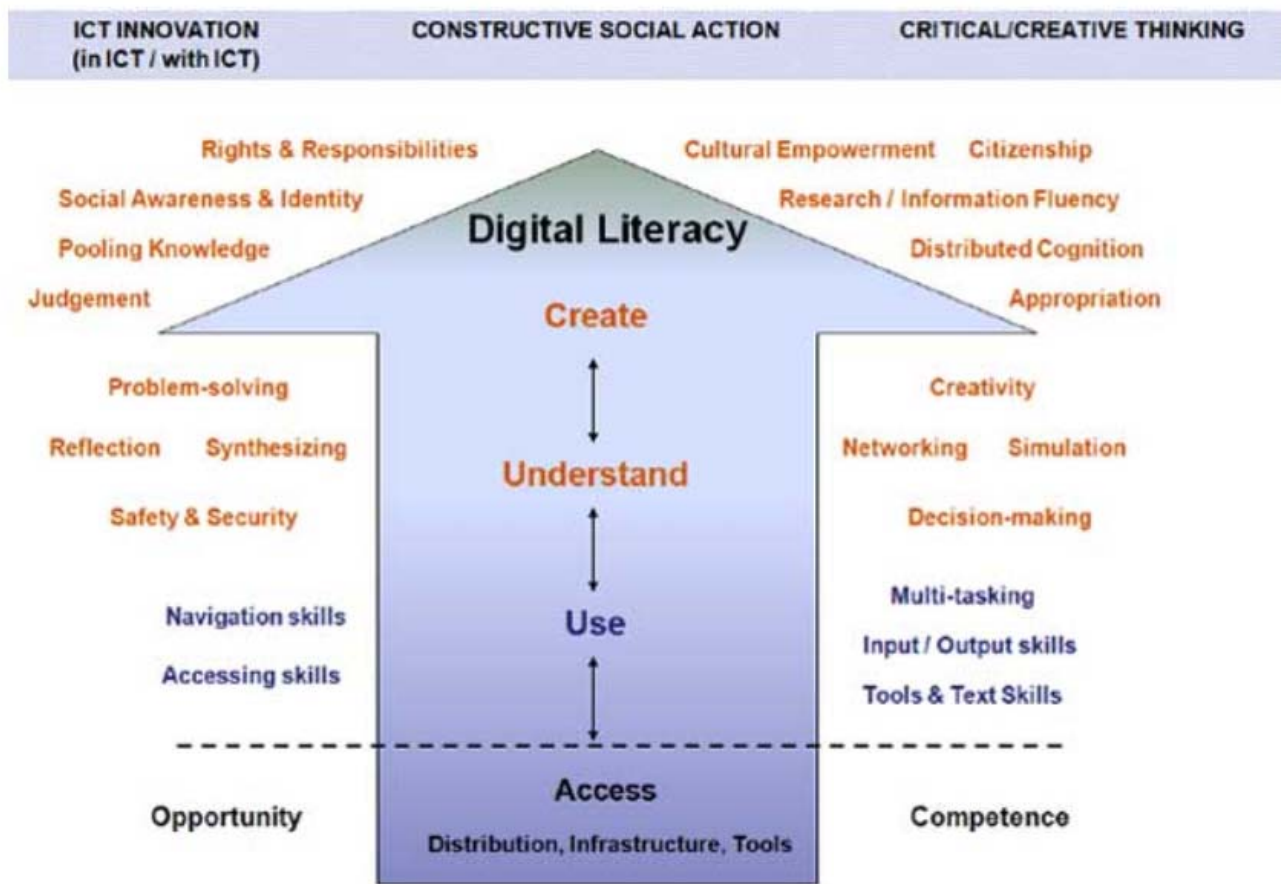 ICT INNOVATION
(in ICT / with ICT)
CONSTRUCTIVE SOCIAL ACTION
CRITICAL/CREATIVE THINKING
Rights & Responsibilities
Cultural Empowerment
Citizenship
Social Awareness & Identity
Research / Information Fluency
Digital Literacy
Pooling Knowledge
Distributed Cognition
Judgement
Appropriation
Create
Problem-solving
Creativity
Reflection
Synthesizing
Networking
Simulation
Understand
Safety & Security
Decision-making
Navigation skills
Use
Multi-tasking
Input / Output skills
Accessing skills
Tools & Text Skills
Access
Opportunity
Competence
Distribution, Infrastructure, Tools